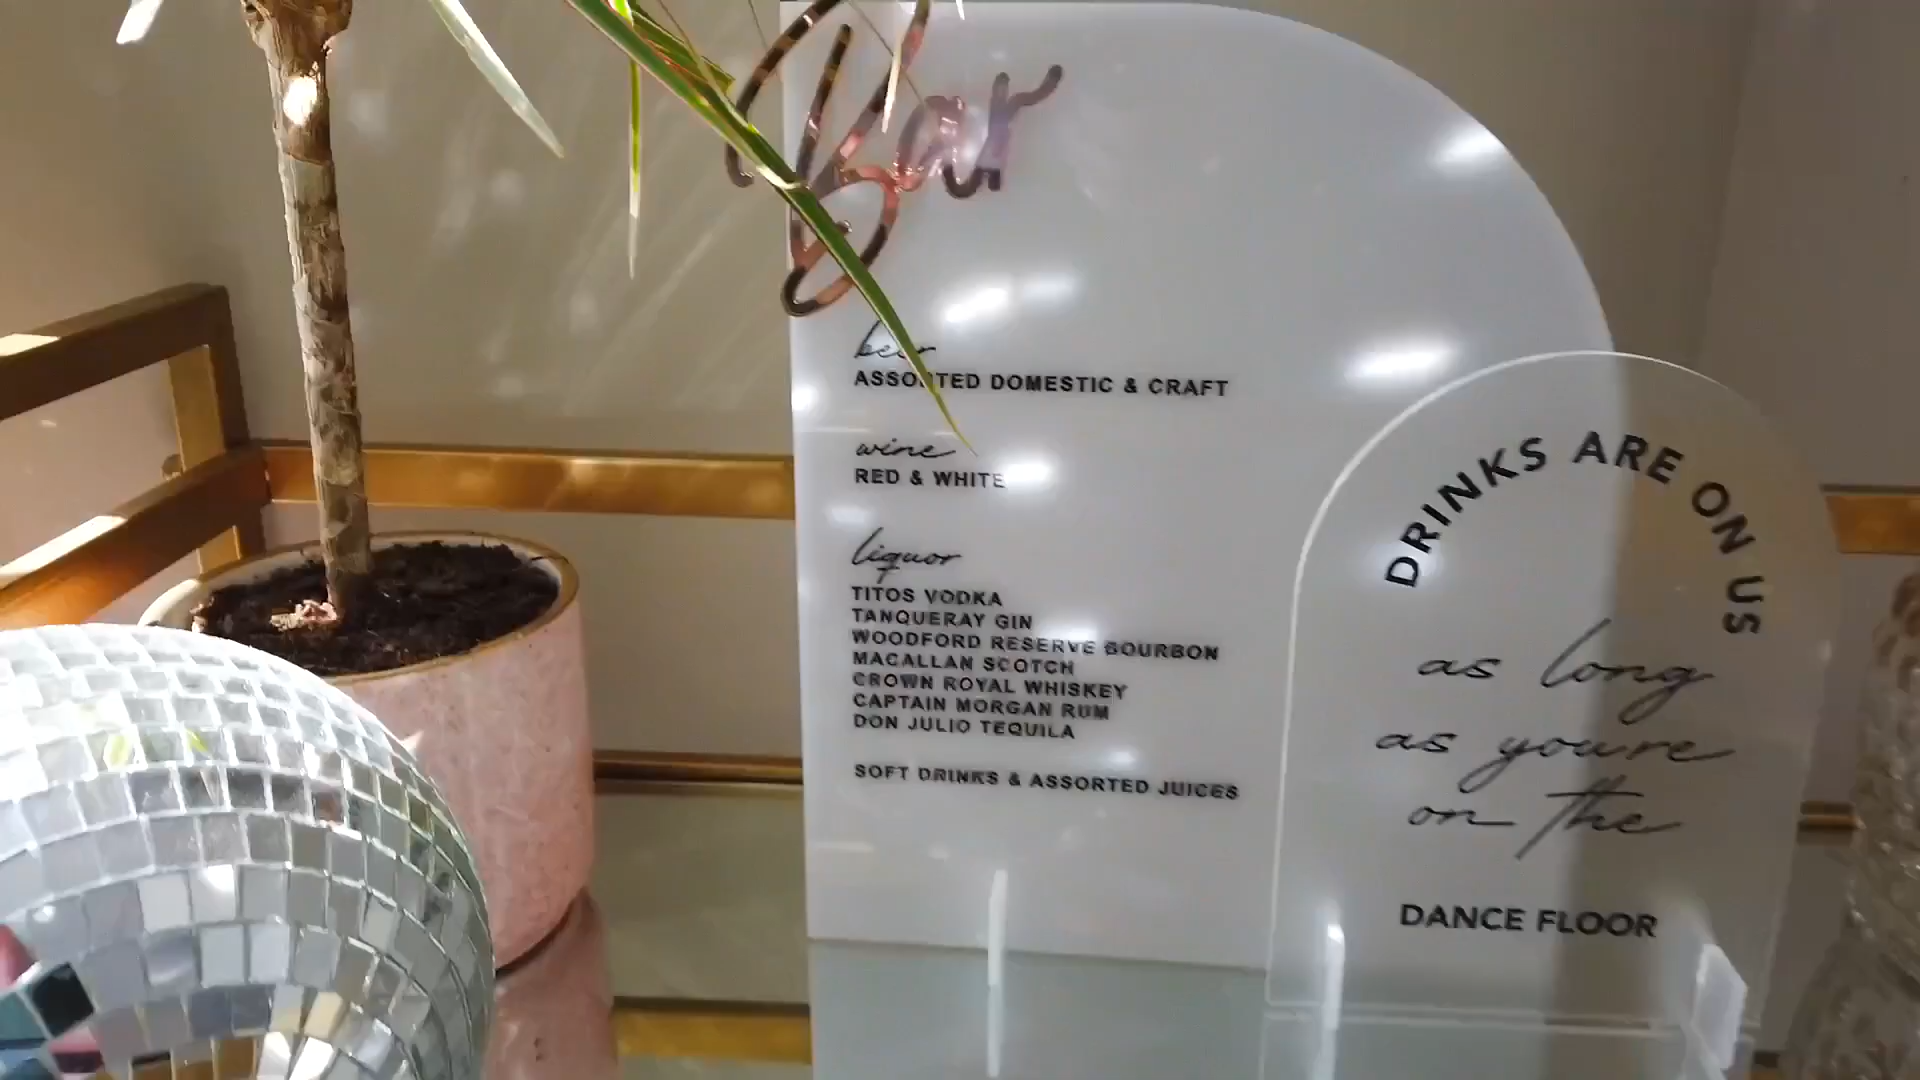 Bar
beer
ASSORTED DOMESTIC & CRAFT
wine
RED & WHITE
liquor
TITOS VODKA
TANQUERAY GIN
WOODFORD RESERVE BOURBON
MACALLAN SCOTCH
CROWN ROYAL WHISKEY
CAPTAIN MORGAN RUM
DON JULIO TEQUILA
SOFT DRINKS & ASSORTED JUICES
DRINKS ARE ON US
as long
as youre
on the
DANCE FLOOR